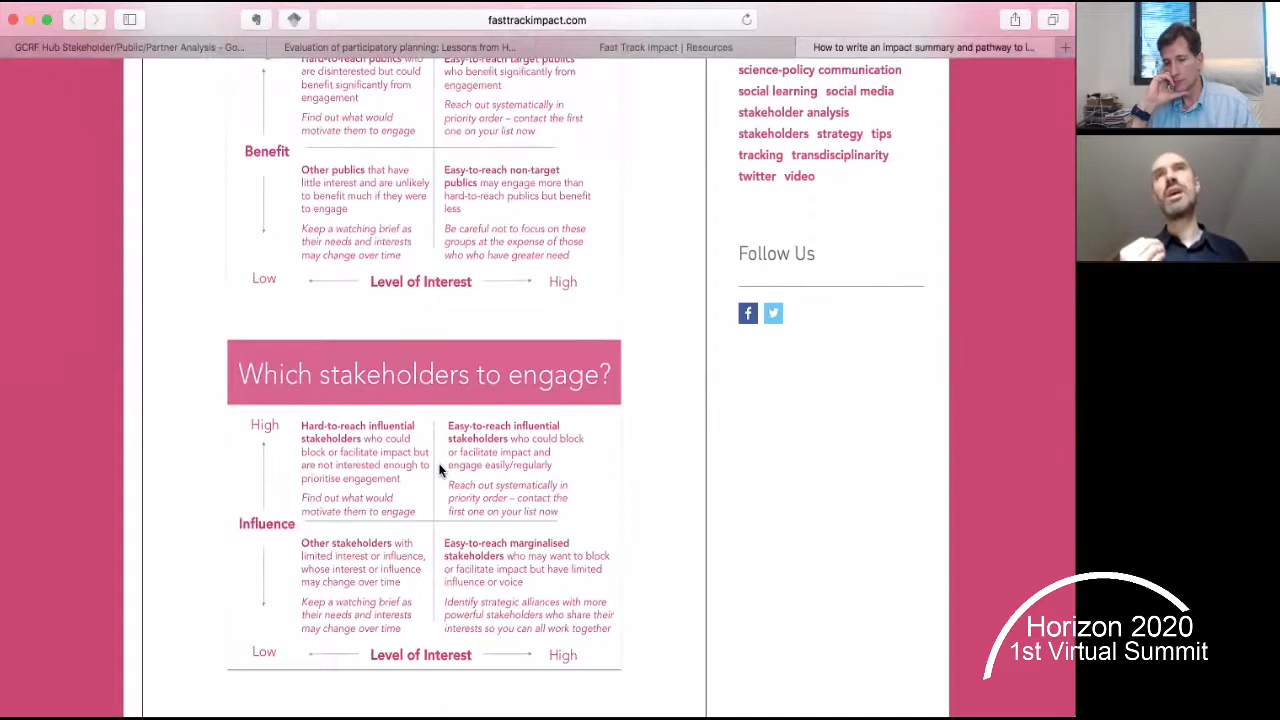 fasttrackimpact.com
GCRF Hub Stakeholder/Public/Partner Analysis - Go...
Evaluation of participatory planning: Lessons from H...
Fast Track Impact | Resources
How to write an impact summary and pathway to i...
Hard-to-reach publics who
are disinterested but could
benefit significantly from
engagement
Find out what would
motivate them to engage
Easy-to-reach target publics
who benefit significantly from
engagement
Reach out systematically in
priority order – contact the first
one on your list now
Benefit
Other publics that have
little interest and are unlikely
to benefit much if they were
to engage
Keep a watching brief as
their needs and interests
may change over time
Easy-to-reach non-target
publics may engage more than
hard-to-reach publics but benefit
less
Be careful not to focus on these
groups at the expense of those
who who have greater need
Low
Level of Interest
High
Which stakeholders to engage?
High
Hard-to-reach influential
stakeholders who could
block or facilitate impact but
are not interested enough to
prioritise engagement
Find out what would
motivate them to engage
Easy-to-reach influential
stakeholders who could block
or facilitate impact and
engage easily/regularly
Reach out systematically in
priority order – contact the
first one on your list now
Influence
Other stakeholders with
limited interest or influence,
whose interest or influence
may change over time
Keep a watching brief as
their needs and interests
may change over time
Easy-to-reach marginalised
stakeholders who may want to block
or facilitate impact but have limited
influence or voice
Identify strategic alliances with more
powerful stakeholders who share their
interests so you can all work together
Low
Level of Interest
High
science-policy communication
social learning social media
stakeholder analysis
stakeholders strategy tips
tracking transdisciplinarity
twitter video
Follow Us
Horizon 2020
1st Virtual Summit